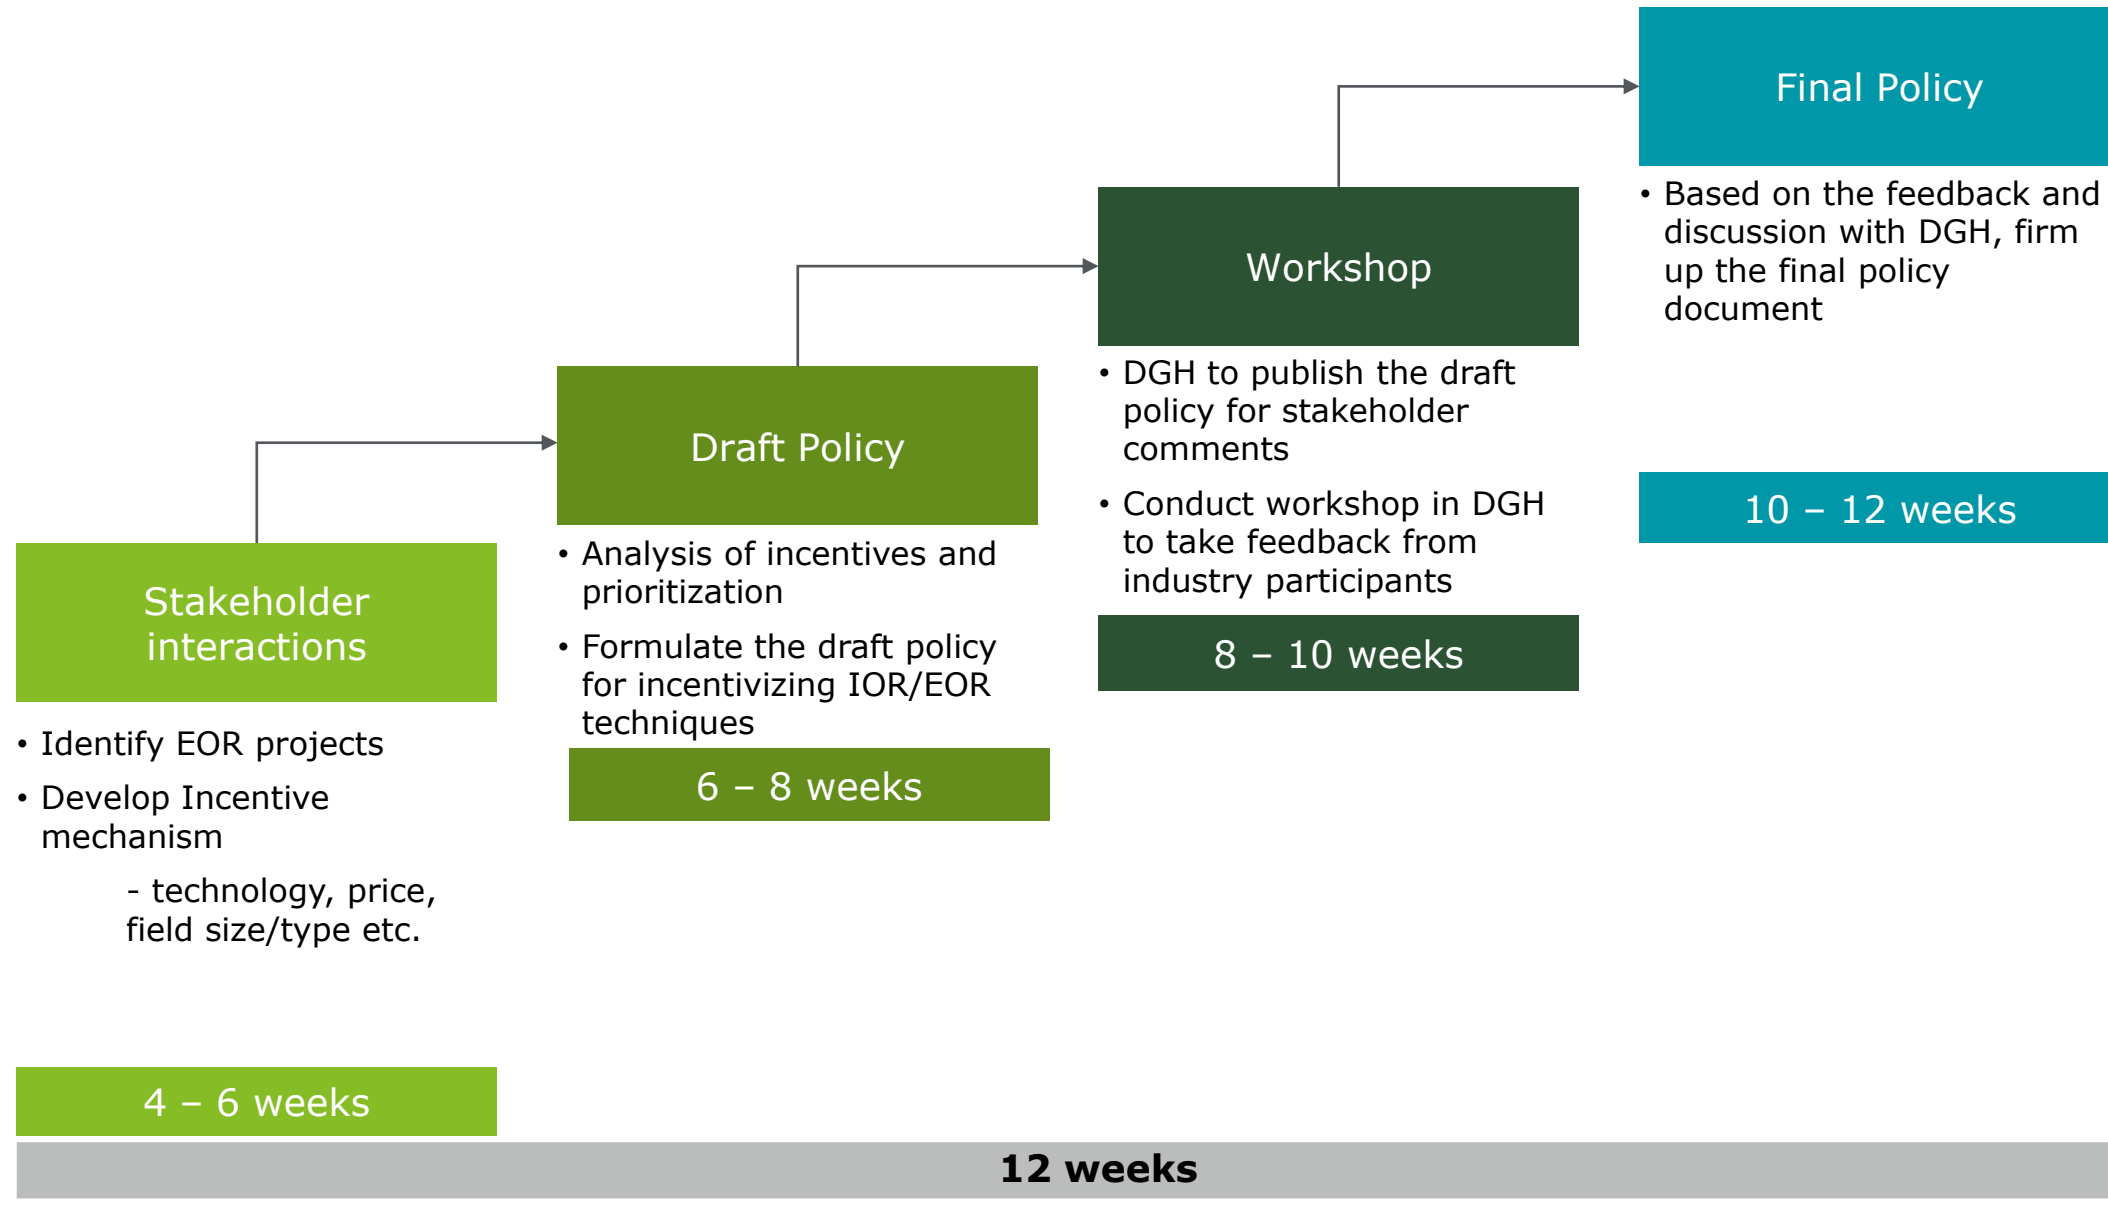 Stakeholder
interactions
• Identify EOR projects
• Develop Incentive
mechanism
- technology, price,
field size/type etc.
4 – 6 weeks
Draft Policy
• Analysis of incentives and
prioritization
• Formulate the draft policy
for incentivizing IOR/EOR
techniques
6 – 8 weeks
Workshop
• DGH to publish the draft
policy for stakeholder
comments
• Conduct workshop in DGH
to take feedback from
industry participants
8 – 10 weeks
Final Policy
• Based on the feedback and
discussion with DGH, firm
up the final policy
document
10 – 12 weeks
12 weeks